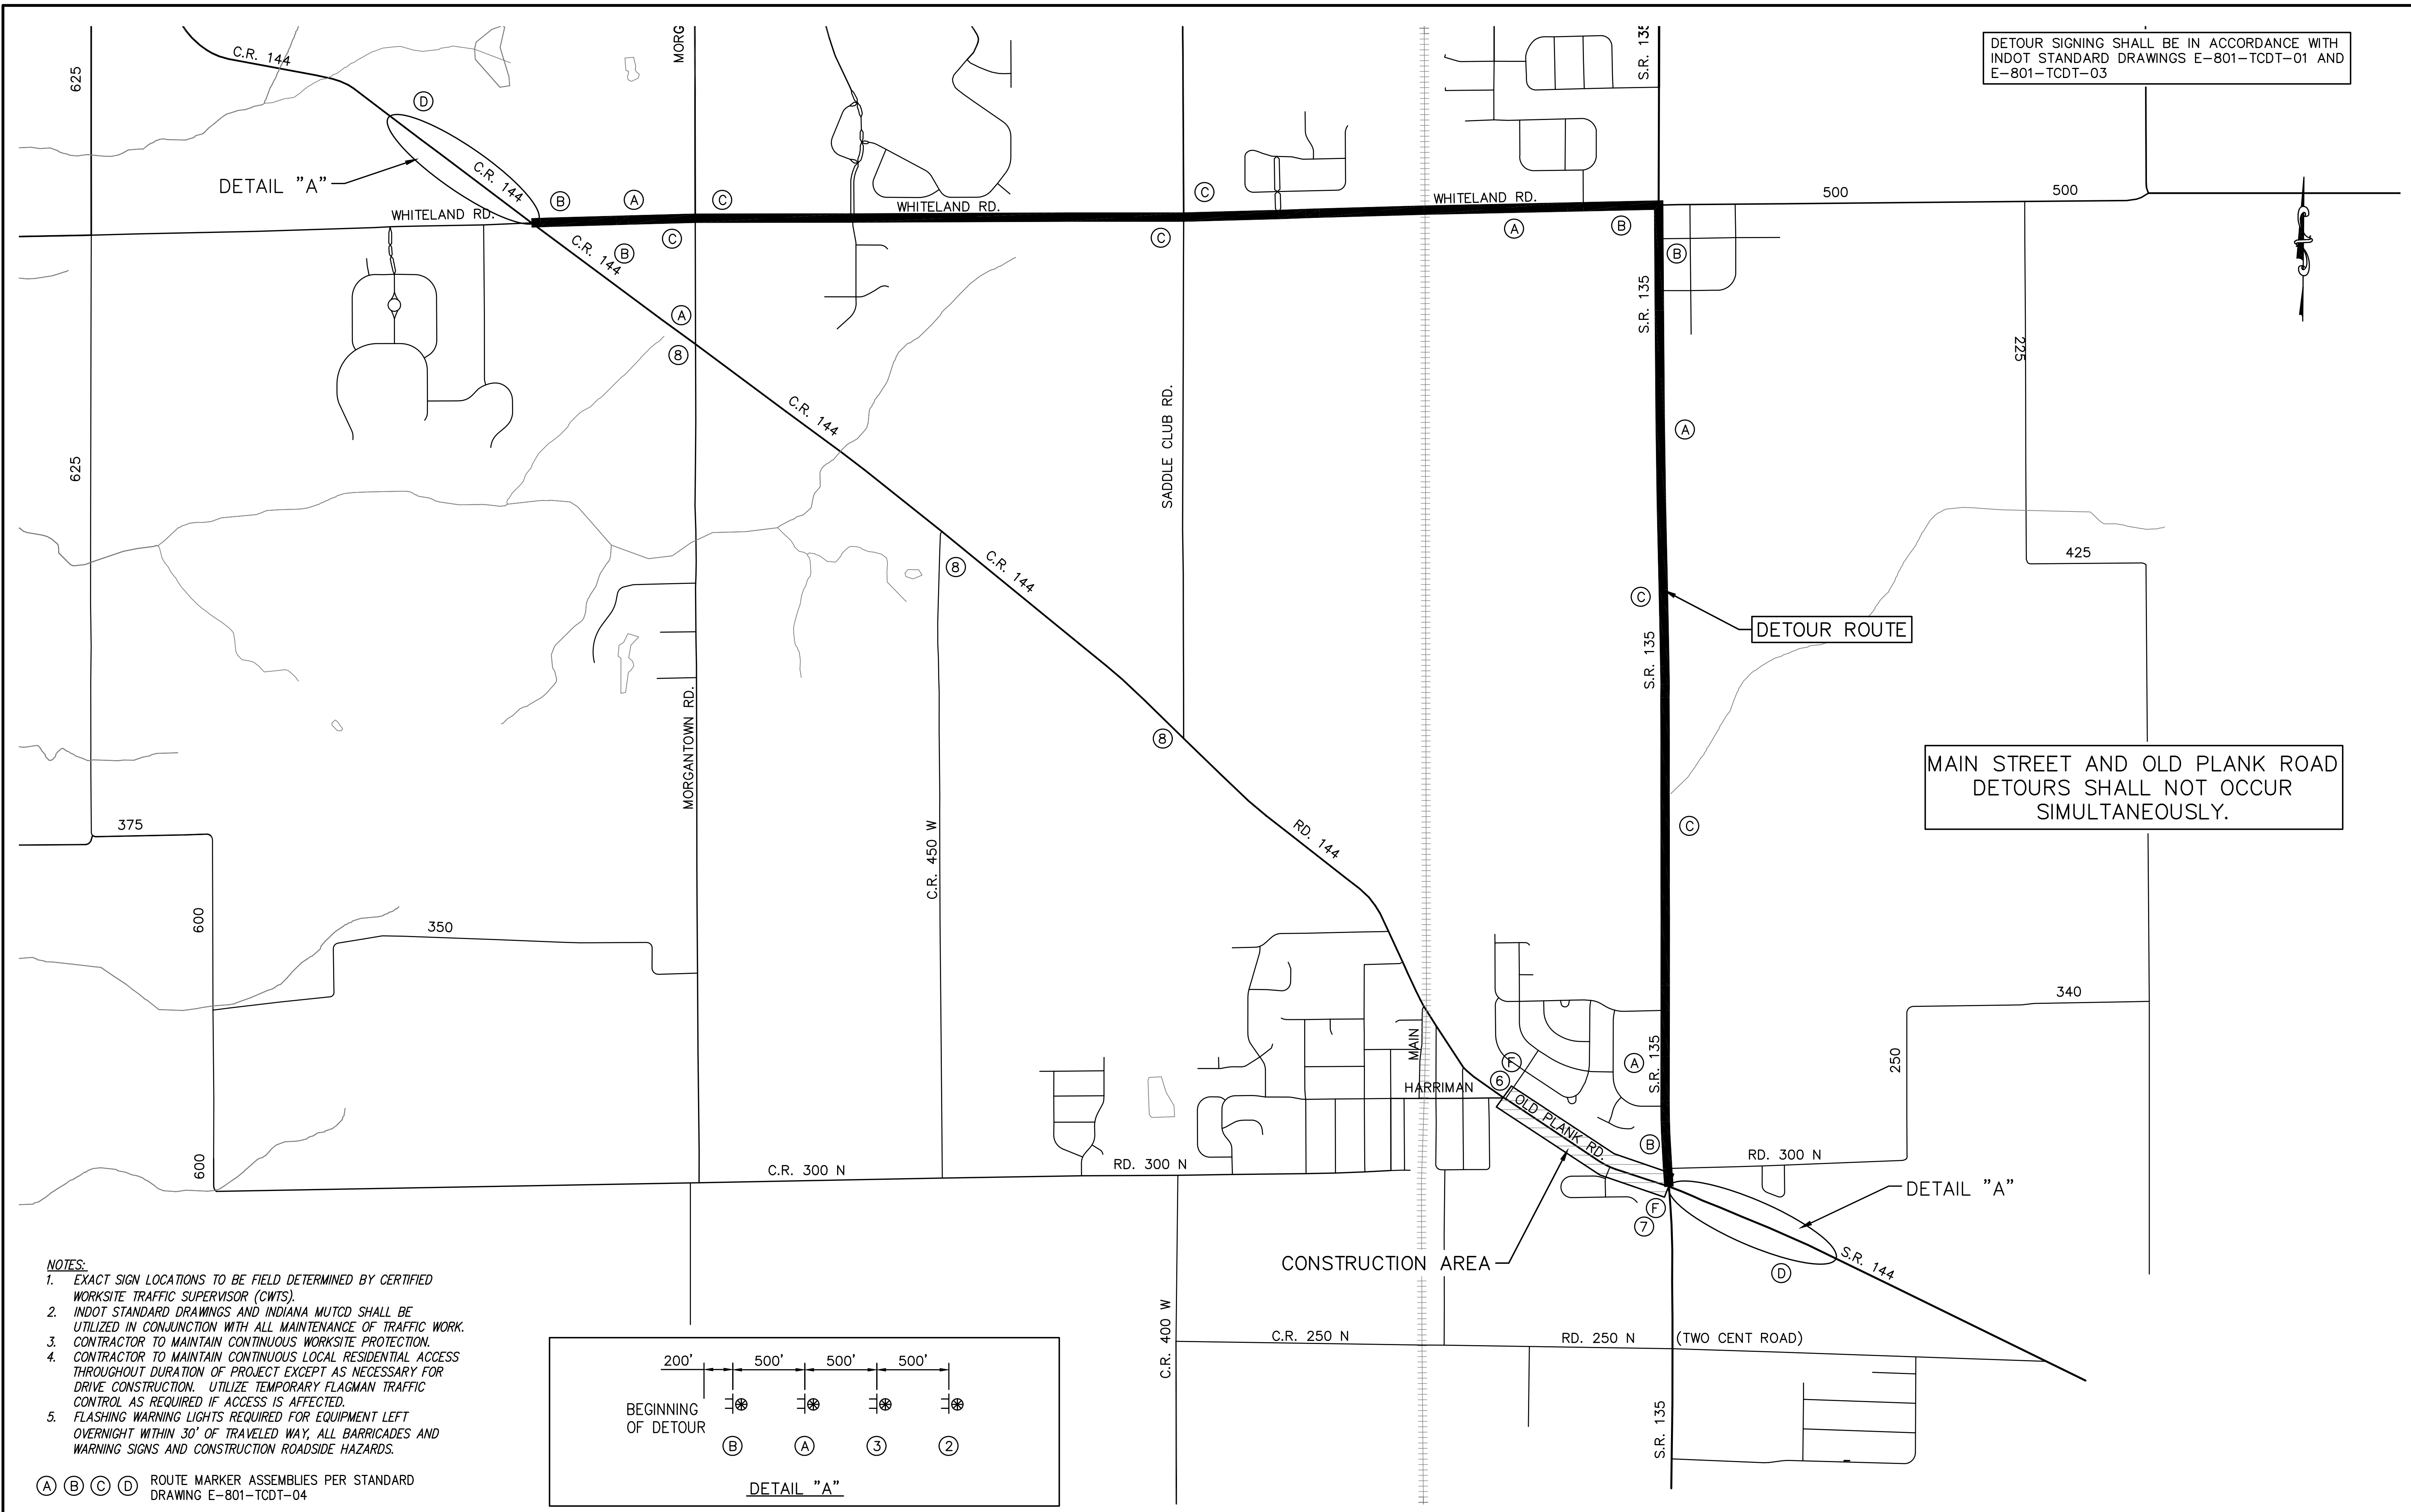 DETOUR SIGNING SHALL BE IN ACCORDANCE WITH
INDOT STANDARD DRAWINGS E-801-TCDT-01 AND
E-801-TCDT-03
C.R. 144
625
MORG
S.R. 135
D
DETAIL "A"
C.R. 144
WHITELAND RD.
B
A
C
WHITELAND RD.
C
WHITELAND RD.
500
500
C
B
C.R. 144
C
A
B
B
S.R. 135
A
8
225
C.R. 144
SADDLE CLUB RD.
A
625
8
C.R. 144
425
C
DETOUR ROUTE
S.R. 135
MORGANTOWN RD.
8
MAIN STREET AND OLD PLANK ROAD
DETOURS SHALL NOT OCCUR
SIMULTANEOUSLY.
375
C.R. 450 W
RD. 144
C
600
350
340
MAIN
F
A
S.R. 135
250
6
HARRIMAN
OLD PLANK RD.
B
600
C.R. 300 N
RD. 300 N
RD. 300 N
DETAIL "A"
F
7
CONSTRUCTION AREA
D
S.R. 144
C.R. 400 W
C.R. 250 N
RD. 250 N
(TWO CENT ROAD)
S.R. 135
NOTES:
1. EXACT SIGN LOCATIONS TO BE FIELD DETERMINED BY CERTIFIED
WORKSITE TRAFFIC SUPERVISOR (CWTS).
2. INDOT STANDARD DRAWINGS AND INDIANA MUTCD SHALL BE
UTILIZED IN CONJUNCTION WITH ALL MAINTENANCE OF TRAFFIC WORK.
3. CONTRACTOR TO MAINTAIN CONTINUOUS WORKSITE PROTECTION.
4. CONTRACTOR TO MAINTAIN CONTINUOUS LOCAL RESIDENTIAL ACCESS
THROUGHOUT DURATION OF PROJECT EXCEPT AS NECESSARY FOR
DRIVE CONSTRUCTION. UTILIZE TEMPORARY FLAGMAN TRAFFIC
CONTROL AS REQUIRED IF ACCESS IS AFFECTED.
5. FLASHING WARNING LIGHTS REQUIRED FOR EQUIPMENT LEFT
OVERNIGHT WITHIN 30' OF TRAVELED WAY, ALL BARRICADES AND
WARNING SIGNS AND CONSTRUCTION ROADSIDE HAZARDS.
A B C D ROUTE MARKER ASSEMBLIES PER STANDARD
DRAWING E-801-TCDT-04
200' 500' 500' 500'
BEGINNING
OF DETOUR
B A 3 2
DETAIL "A"